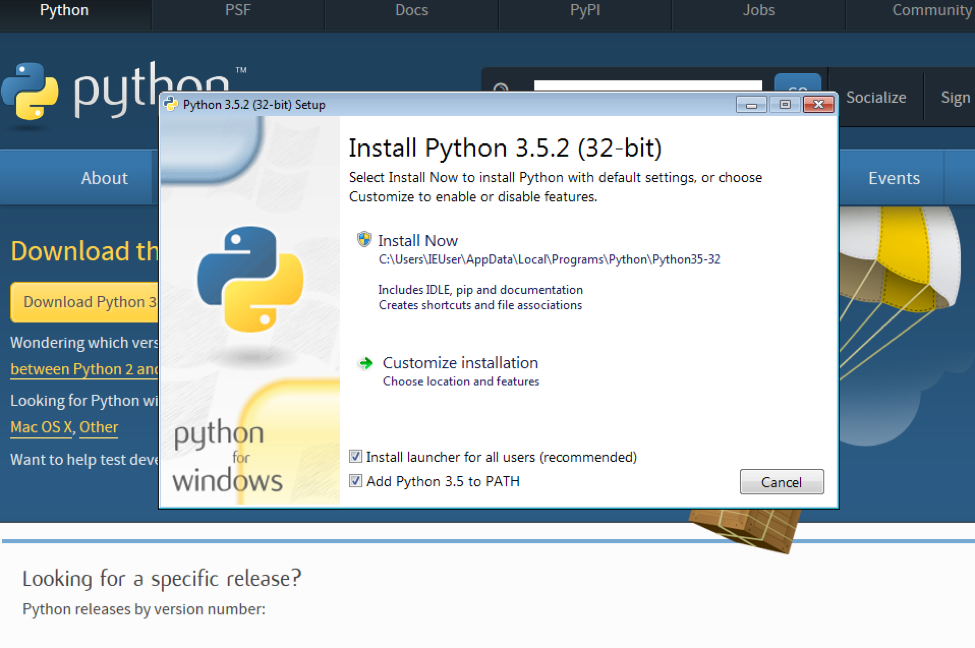 Python
PSF
Docs
PyPI
Jobs
Community
python™
GO
Socialize
Sign
About
Events
Download th
Download Python 3
Wondering which vers
between Python 2 and
Looking for Python wi
Mac OS X, Other
Want to help test deve
Python 3.5.2 (32-bit) Setup
Install Python 3.5.2 (32-bit)
Select Install Now to install Python with default settings, or choose
Customize to enable or disable features.
Install Now
C:\Users\IEUser\AppData\Local\Programs\Python\Python35-32
Includes IDLE, pip and documentation
Creates shortcuts and file associations
Customize installation
Choose location and features
python
for
windows
Install launcher for all users (recommended)
Add Python 3.5 to PATH
Cancel
Looking for a specific release?
Python releases by version number: